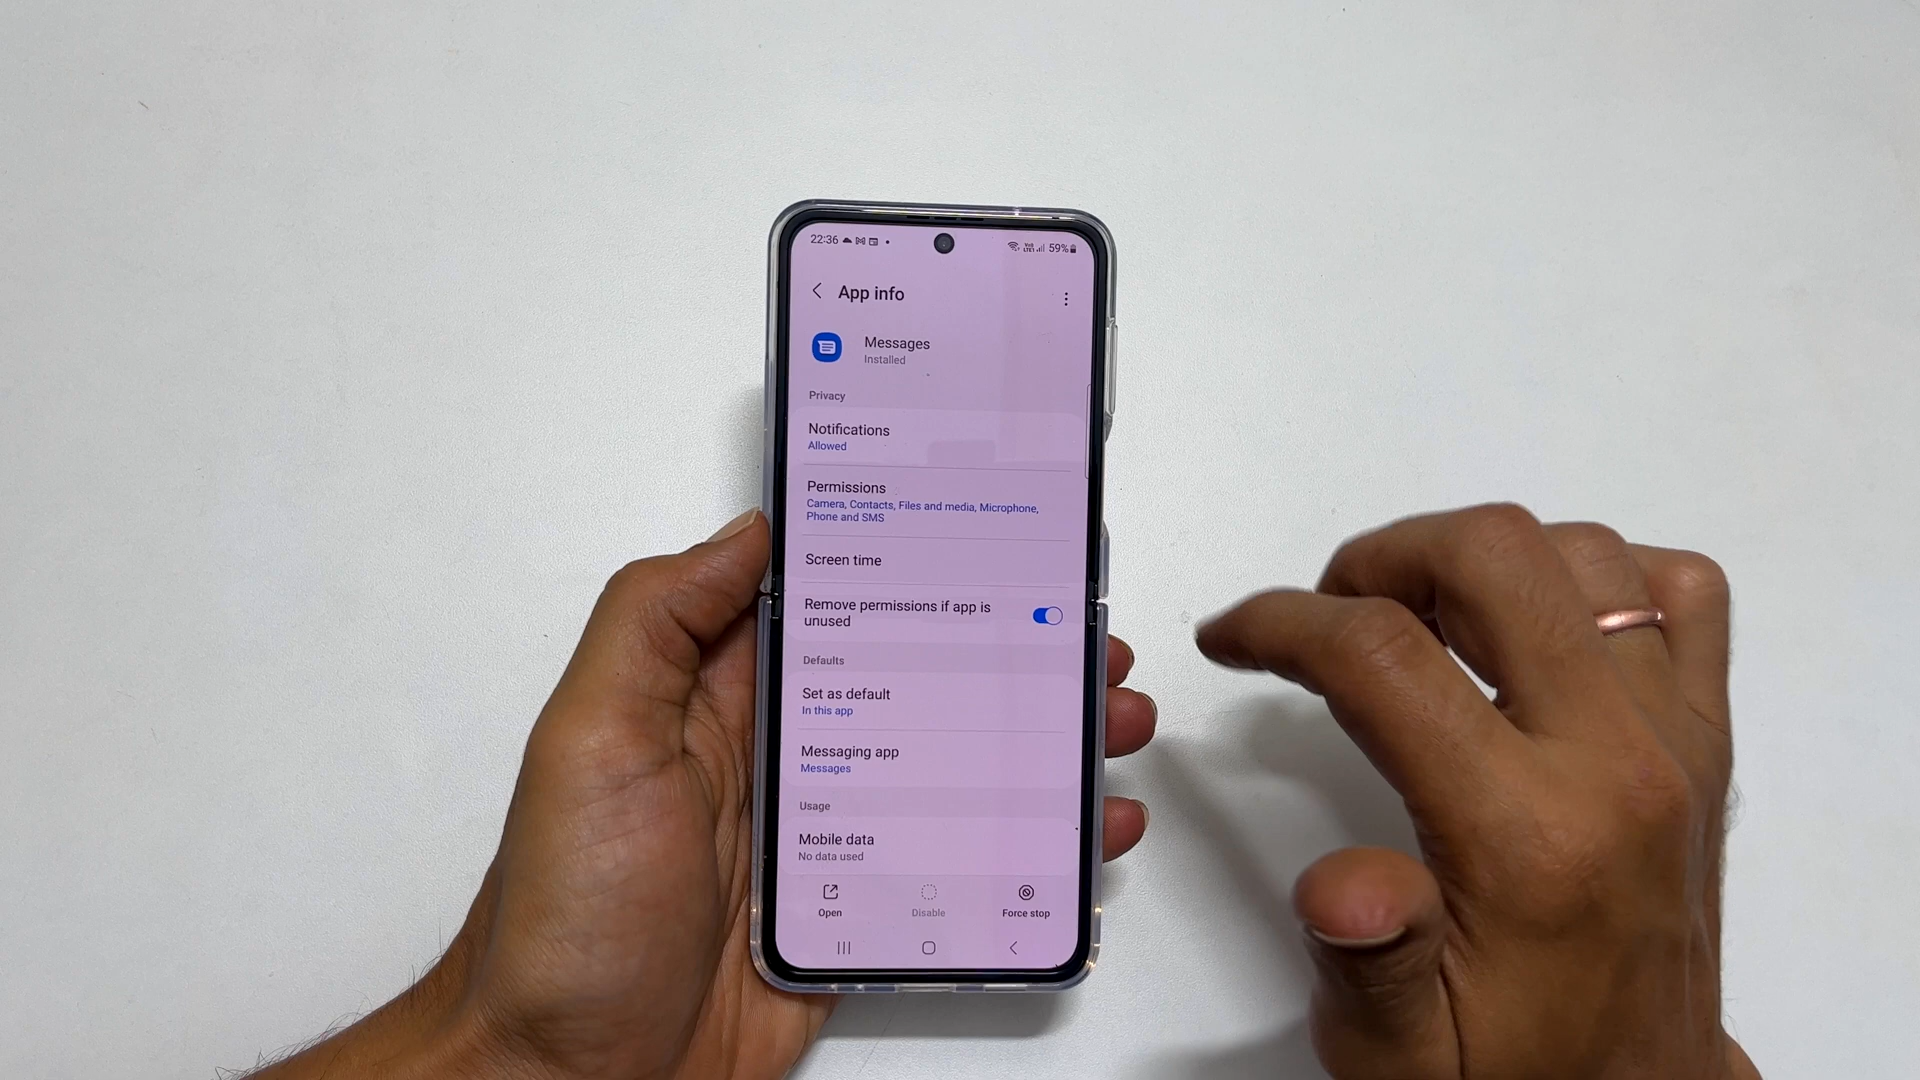 22:36
59%
App info
Messages
Installed
Privacy
Notifications
Allowed
Permissions
Camera, Contacts, Files and media, Microphone,
Phone and SMS
Screen time
Remove permissions if app is
unused
Defaults
Set as default
In this app
Messaging app
Messages
Usage
Mobile data
No data used
Open
Disable
Force stop